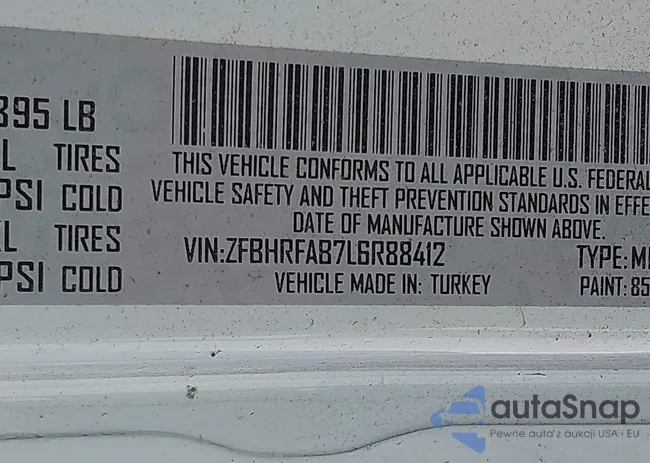 395 LB
TIRES
PSI COLD
TIRES
PSI COLD
THIS VEHICLE CONFORMS TO ALL APPLICABLE U.S. FEDERAL
VEHICLE SAFETY AND THEFT PREVENTION STANDARDS IN EFFE
DATE OF MANUFACTURE SHOWN ABOVE.
VIN:ZFBHRFAB7L6R88412
TYPE:M
VEHICLE MADE IN: TURKEY
PAINT: 85
autaSnap
Pewne auta z aukcji USA i EU